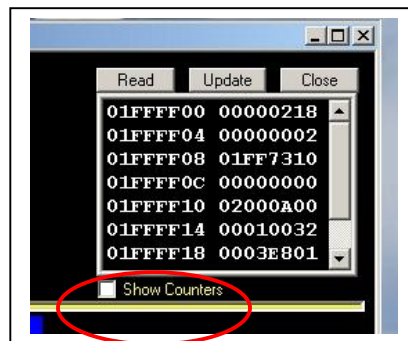 Read Update Close
01FFFF00 00000218
01FFFF04 00000002
01FFFF08 01FF7310
01FFFF0C 00000000
01FFFF10 02000A00
01FFFF14 00010032
01FFFF18 0003E801
Show Counters